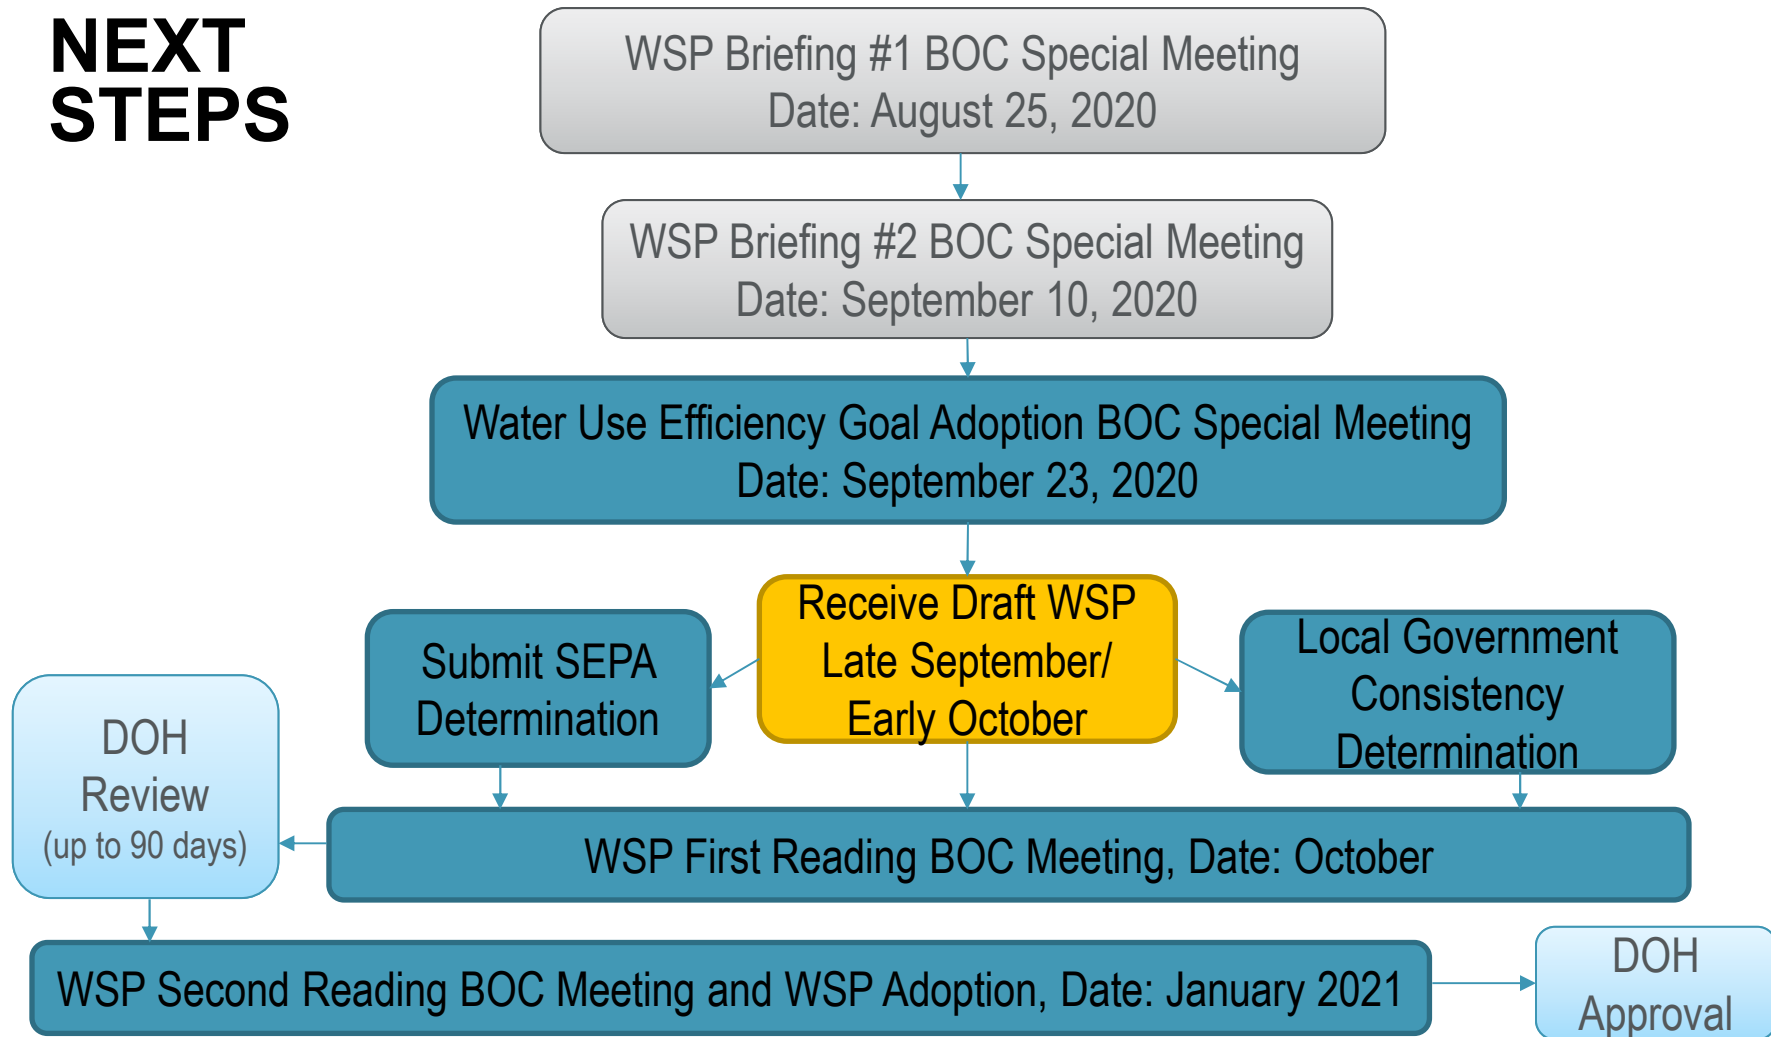 NEXT
STEPS
WSP Briefing #1 BOC Special Meeting
Date: August 25, 2020
WSP Briefing #2 BOC Special Meeting
Date: September 10, 2020
Water Use Efficiency Goal Adoption BOC Special Meeting
Date: September 23, 2020
Submit SEPA
Determination
Receive Draft WSP
Late September/
Early October
Local Government
Consistency
Determination
DOH
Review
(up to 90 days)
WSP First Reading BOC Meeting, Date: October
WSP Second Reading BOC Meeting and WSP Adoption, Date: January 2021
DOH
Approval